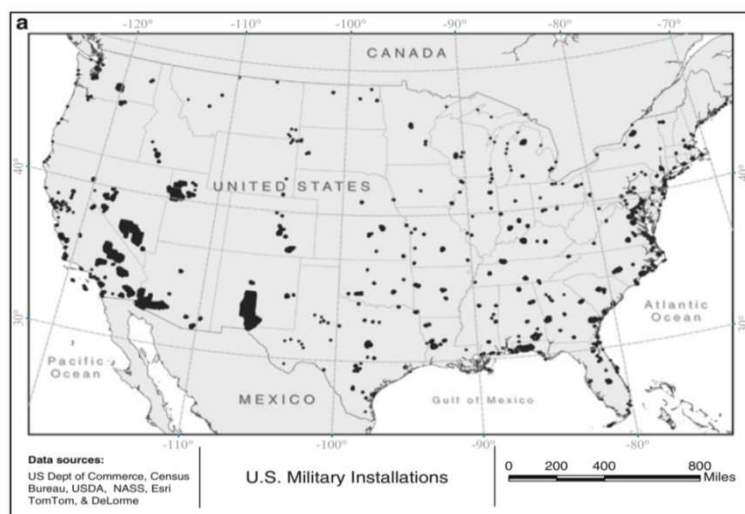 a
-120° -110° -100° -90° -80° -70°
CANADA
40° 40°
UNITED STATES
30° 30°
Atlantic
Ocean
Pacific
Ocean
MEXICO
Gulf of Mexico
-110° -100° -90° -80°
Data sources:
US Dept of Commerce, Census
Bureau, USDA, NASS, Esri
TomTom, & DeLorme
U.S. Military Installations
0 200 400 800
Miles